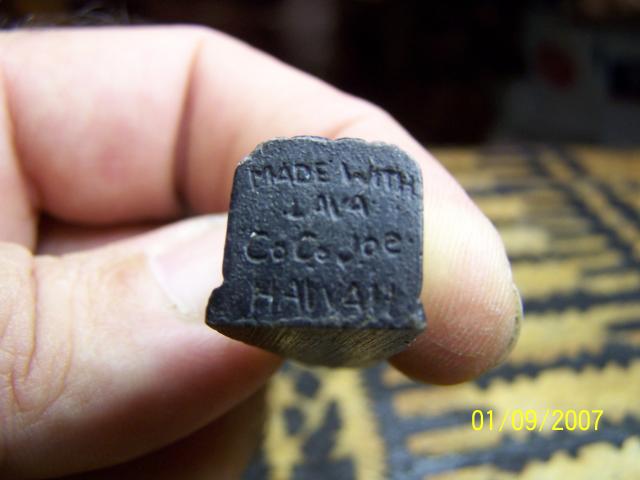 MADE WITH
LAVA
CoCo Joe
HAWAII
01/09/2007